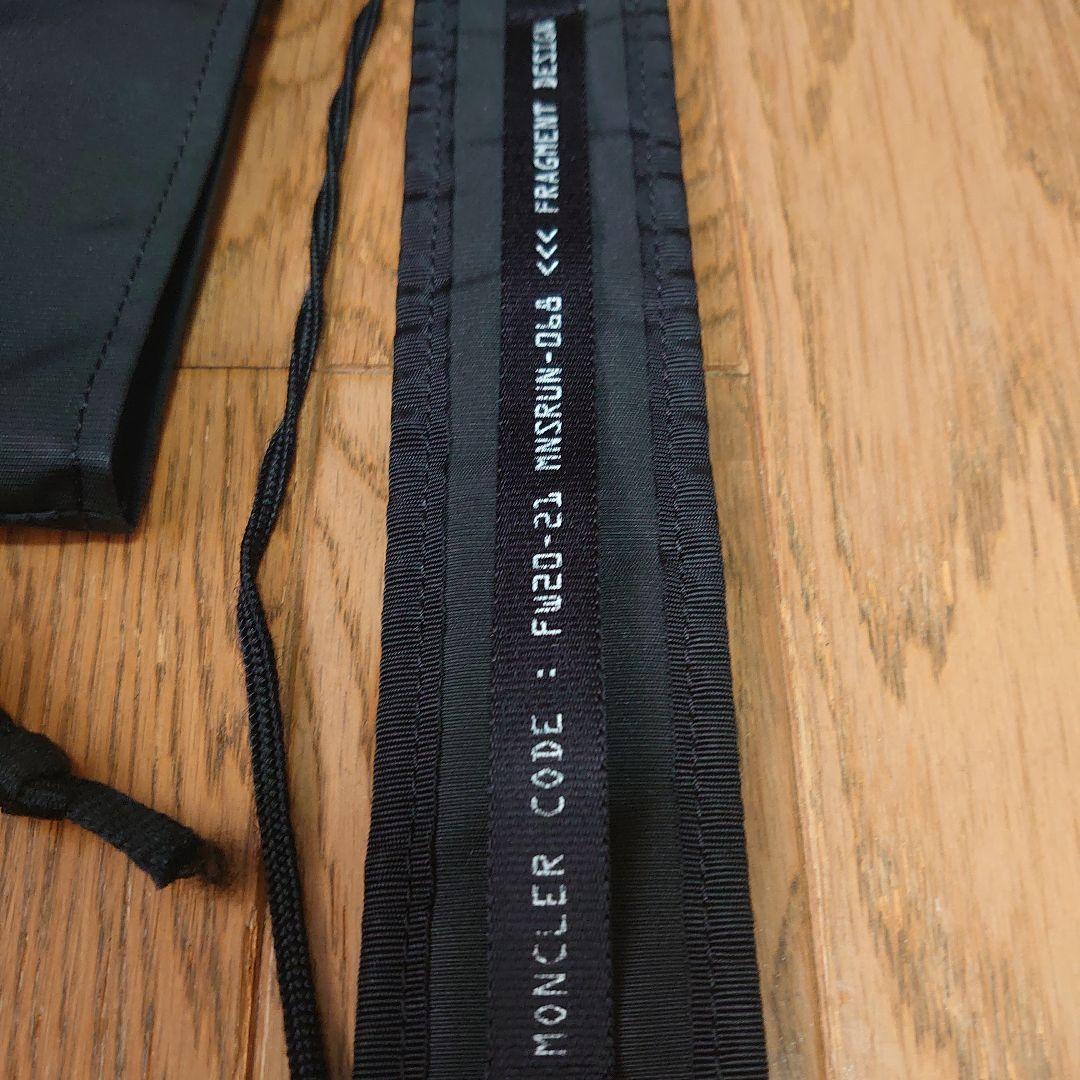 MONCLER CODE : FW20-21 MNSRUN-068 <<< FRAGMENT DESIGN